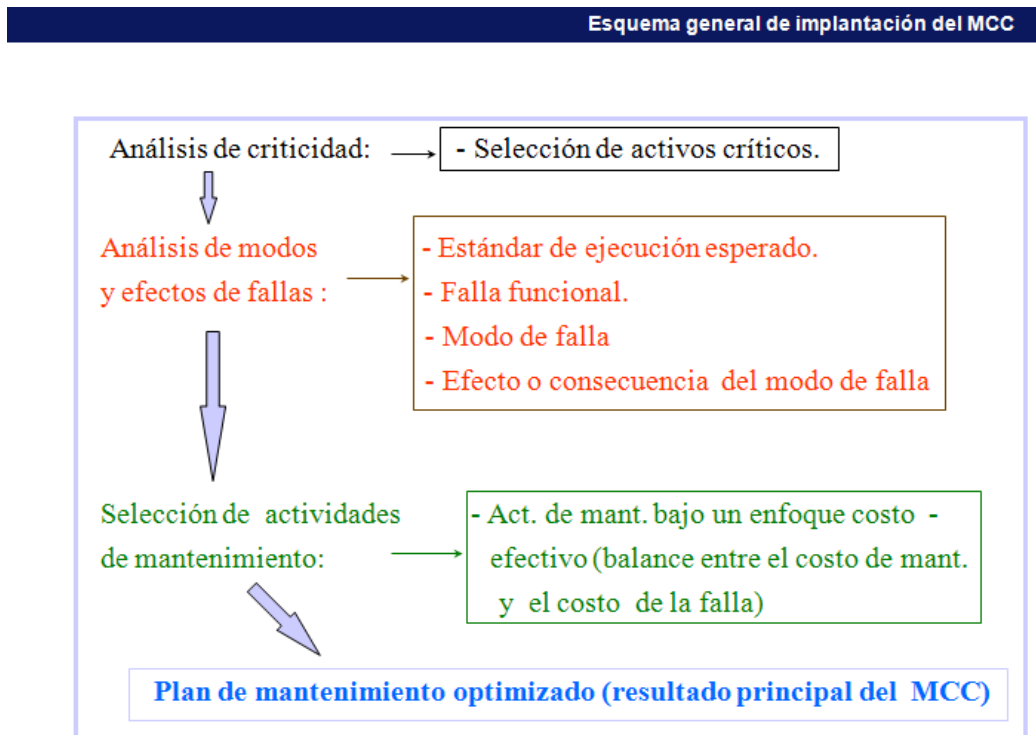 Esquema general de implantación del MCC
Análisis de criticidad:
- Selección de activos críticos.
Análisis de modos
y efectos de fallas :
- Estándar de ejecución esperado.
- Falla funcional.
- Modo de falla
- Efecto o consecuencia del modo de falla
Selección de actividades
de mantenimiento:
- Act. de mant. bajo un enfoque costo -
efectivo (balance entre el costo de mant.
y el costo de la falla)
Plan de mantenimiento optimizado (resultado principal del MCC)